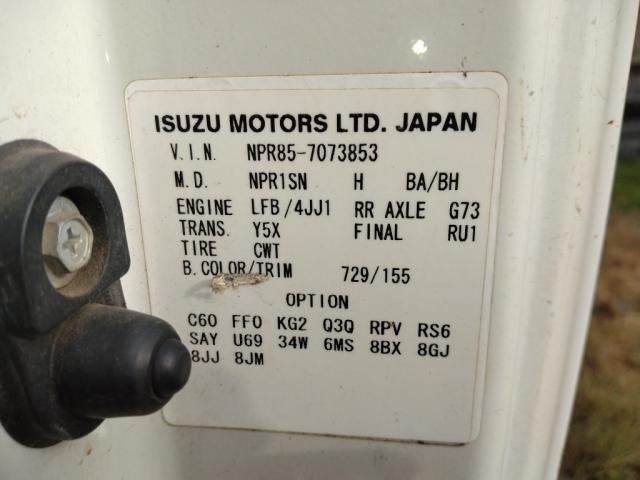 ISUZU MOTORS LTD. JAPAN
V.I.N. NPR85-7073853
M.D. NPR1SN H BA/BH
ENGINE LFB/4JJ1 RR AXLE G73
TRANS. Y5X FINAL RU1
TIRE CWT
B.COLOR/TRIM 729/155
OPTION
C60 FF0 KG2 Q3Q RPV RS6
SAY U69 34W 6MS 8BX 8GJ
8JJ 8JM